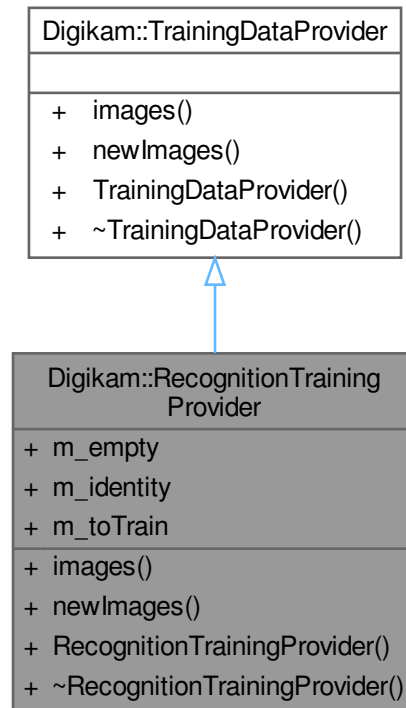 Digikam::TrainingDataProvider
+ images()
+ newImages()
+ TrainingDataProvider()
+ ~TrainingDataProvider()
Digikam::RecognitionTraining
Provider
+ m_empty
+ m_identity
+ m_toTrain
+ images()
+ newImages()
+ RecognitionTrainingProvider()
+ ~RecognitionTrainingProvider()